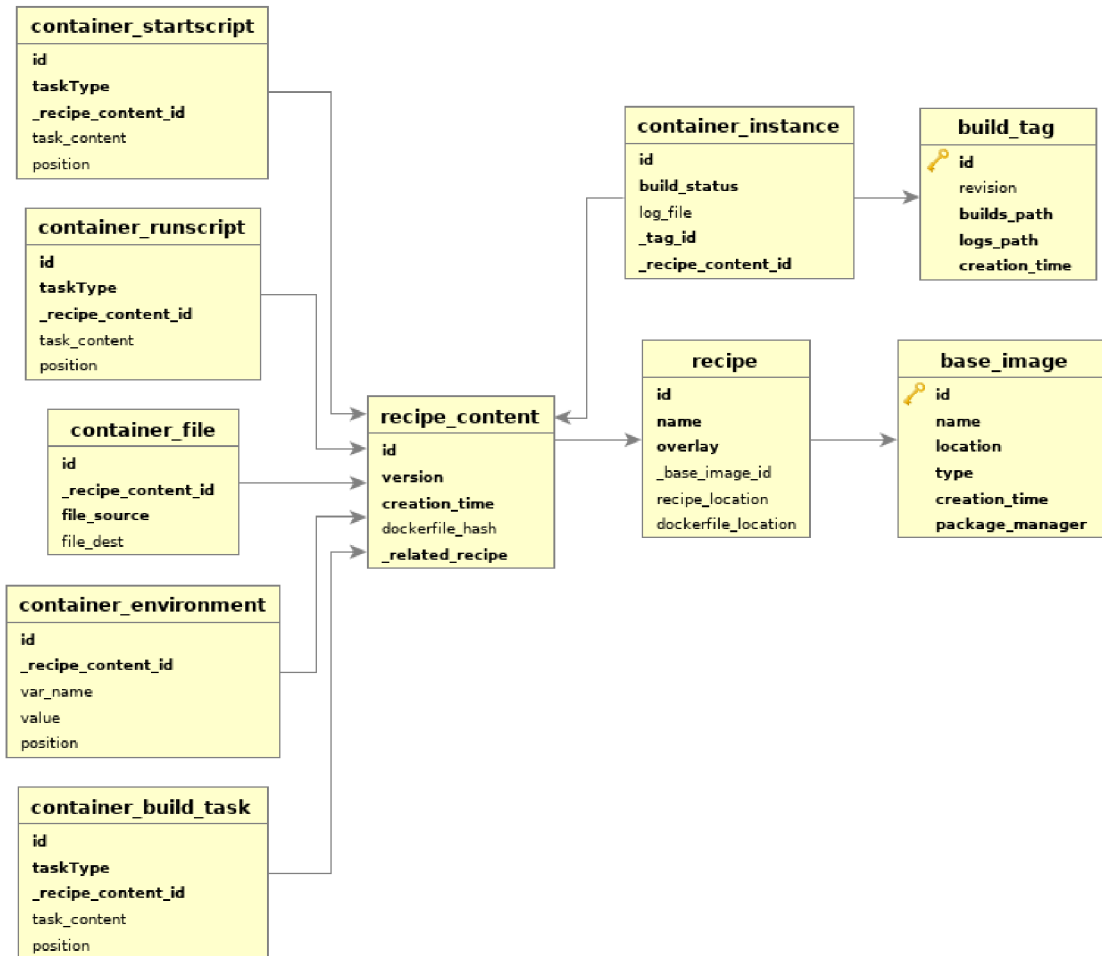 container_startscript
id
taskType
_recipe_content_id
task_content
position
container_runscript
id
taskType
_recipe_content_id
task_content
position
container_file
id
_recipe_content_id
file_source
file_dest
container_environment
id
_recipe_content_id
var_name
value
position
container_build_task
id
taskType
_recipe_content_id
task_content
position
recipe_content
id
version
creation_time
dockerfile_hash
_related_recipe
container_instance
id
build_status
log_file
_tag_id
_recipe_content_id
build_tag
id
revision
builds_path
logs_path
creation_time
recipe
id
name
overlay
_base_image_id
recipe_location
dockerfile_location
base_image
id
name
location
type
creation_time
package_manager